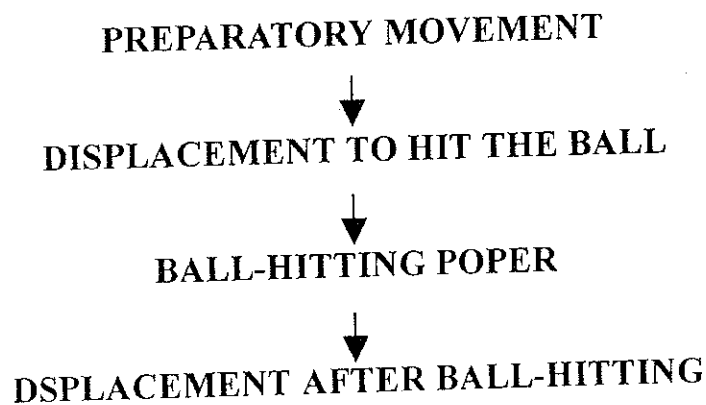 PREPARATORY MOVEMENT
DISPLACEMENT TO HIT THE BALL
BALL-HITTING POPER
DSPLACEMENT AFTER BALL-HITTING